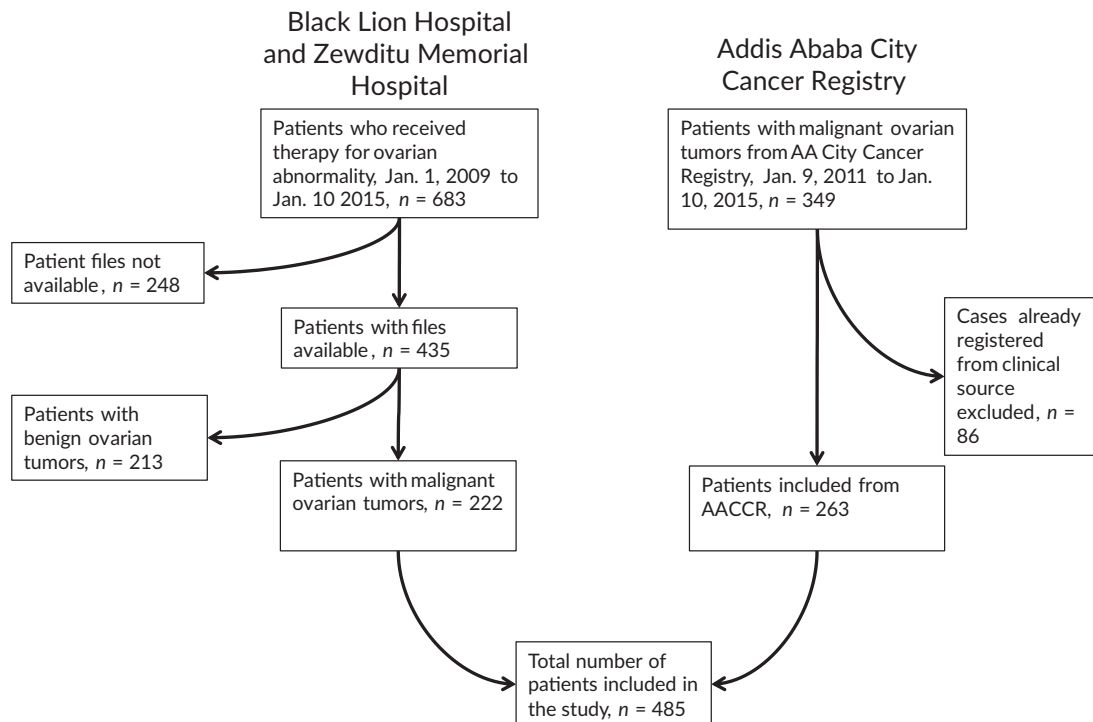 Black Lion Hospital
and Zewditu Memorial
Hospital
Addis Ababa City
Cancer Registry
Patients who received
therapy for ovarian
abnormality, Jan. 1, 2009 to
Jan. 10 2015, n = 683
Patients with malignant ovarian
tumors from AA City Cancer
Registry, Jan. 9, 2011 to Jan.
10, 2015, n = 349
Patient files not
available, n = 248
Patients with files
available, n = 435
Cases already
registered
from clinical
source
excluded, n =
86
Patients with
benign ovarian
tumors, n = 213
Patients with malignant
ovarian tumors, n = 222
Patients included from
AACCR, n = 263
Total number of
patients included in
the study, n = 485